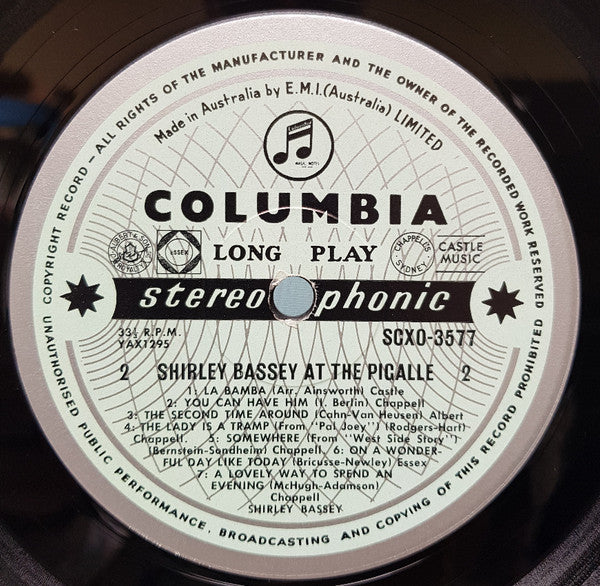 COPYRIGHT RECORD — ALL RIGHTS OF THE MANUFACTURER AND THE OWNER OF THE RECORDED WORK RESERVED
UNAUTHORISED PUBLIC PERFORMANCE, BROADCASTING AND COPYING OF THIS RECORD PROHIBITED
Made in Australia by E.M.I. (Australia) LIMITED
COLUMBIA
ESSEX
LONG PLAY
CHAPPELL & CO
SYDNEY
CASTLE
MUSIC
stereophonic
33⅓ R.P.M.
YAX1295
SCXO-3577
2 SHIRLEY BASSEY AT THE PIGALLE 2
1: LA BAMBA (Arr. Ainsworth) Castle
2: YOU CAN HAVE HIM (I. Berlin) Chappell
3: THE SECOND TIME AROUND (Cahn-Van Heusen) Albert
4: THE LADY IS A TRAMP (From "Pal Joey") (Rodgers-Hart)
Chappell. 5: SOMEWHERE (From "West Side Story")
(Bernstein-Sondheim) Chappell. 6: ON A WONDER-
FUL DAY LIKE TODAY (Bricusse-Newley) Essex
7: A LOVELY WAY TO SPEND AN
EVENING (McHugh-Adamson)
Chappell
SHIRLEY BASSEY